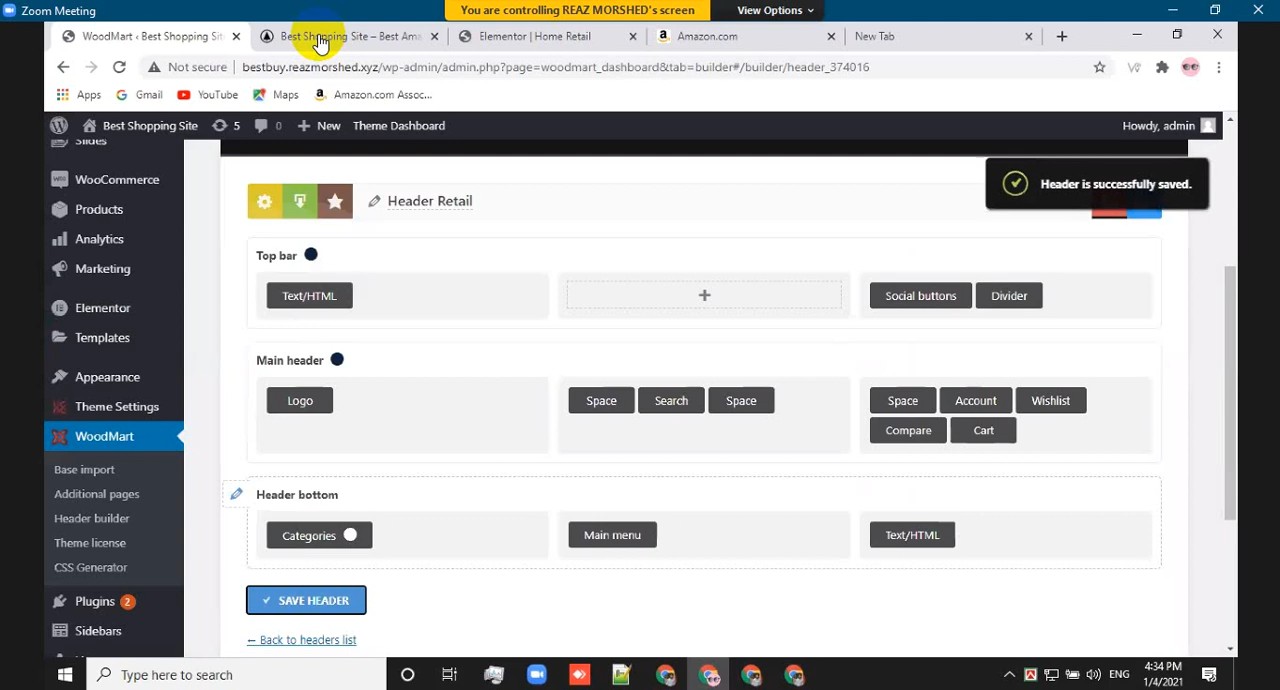 Zoom Meeting
You are controlling REAZ MORSHED's screen
View Options
WoodMart ‹ Best Shopping Sit
Best Shopping Site – Best Ama
Elementor | Home Retail
Amazon.com
New Tab
Not secure
bestbuy.reazmorshed.xyz/wp-admin/admin.php?page=woodmart_dashboard&tab=builder#/builder/header_374016
Apps
Gmail
YouTube
Maps
Amazon.com Assoc...
Best Shopping Site
5
0
New
Theme Dashboard
Howdy, admin
Slides
WooCommerce
Products
Analytics
Marketing
Elementor
Templates
Appearance
Theme Settings
WoodMart
Base import
Additional pages
Header builder
Theme license
CSS Generator
Plugins 2
Sidebars
Header Retail
Header is successfully saved.
Top bar
Text/HTML
Social buttons
Divider
Main header
Logo
Space
Search
Space
Space
Account
Wishlist
Compare
Cart
Header bottom
Categories
Main menu
Text/HTML
SAVE HEADER
← Back to headers list
Type here to search
ENG
4:34 PM
1/4/2021